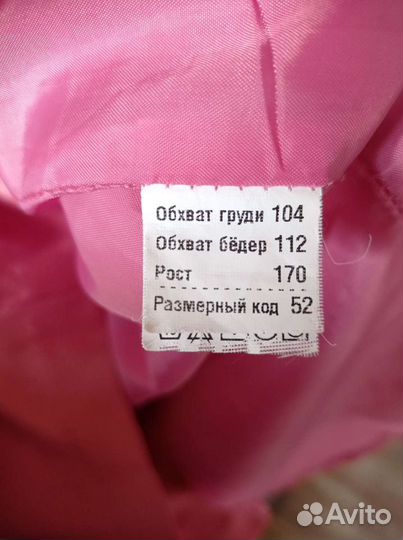 Обхват груди 104
Обхват бёдер 112
Рост 170
Размерный код 52
Avito